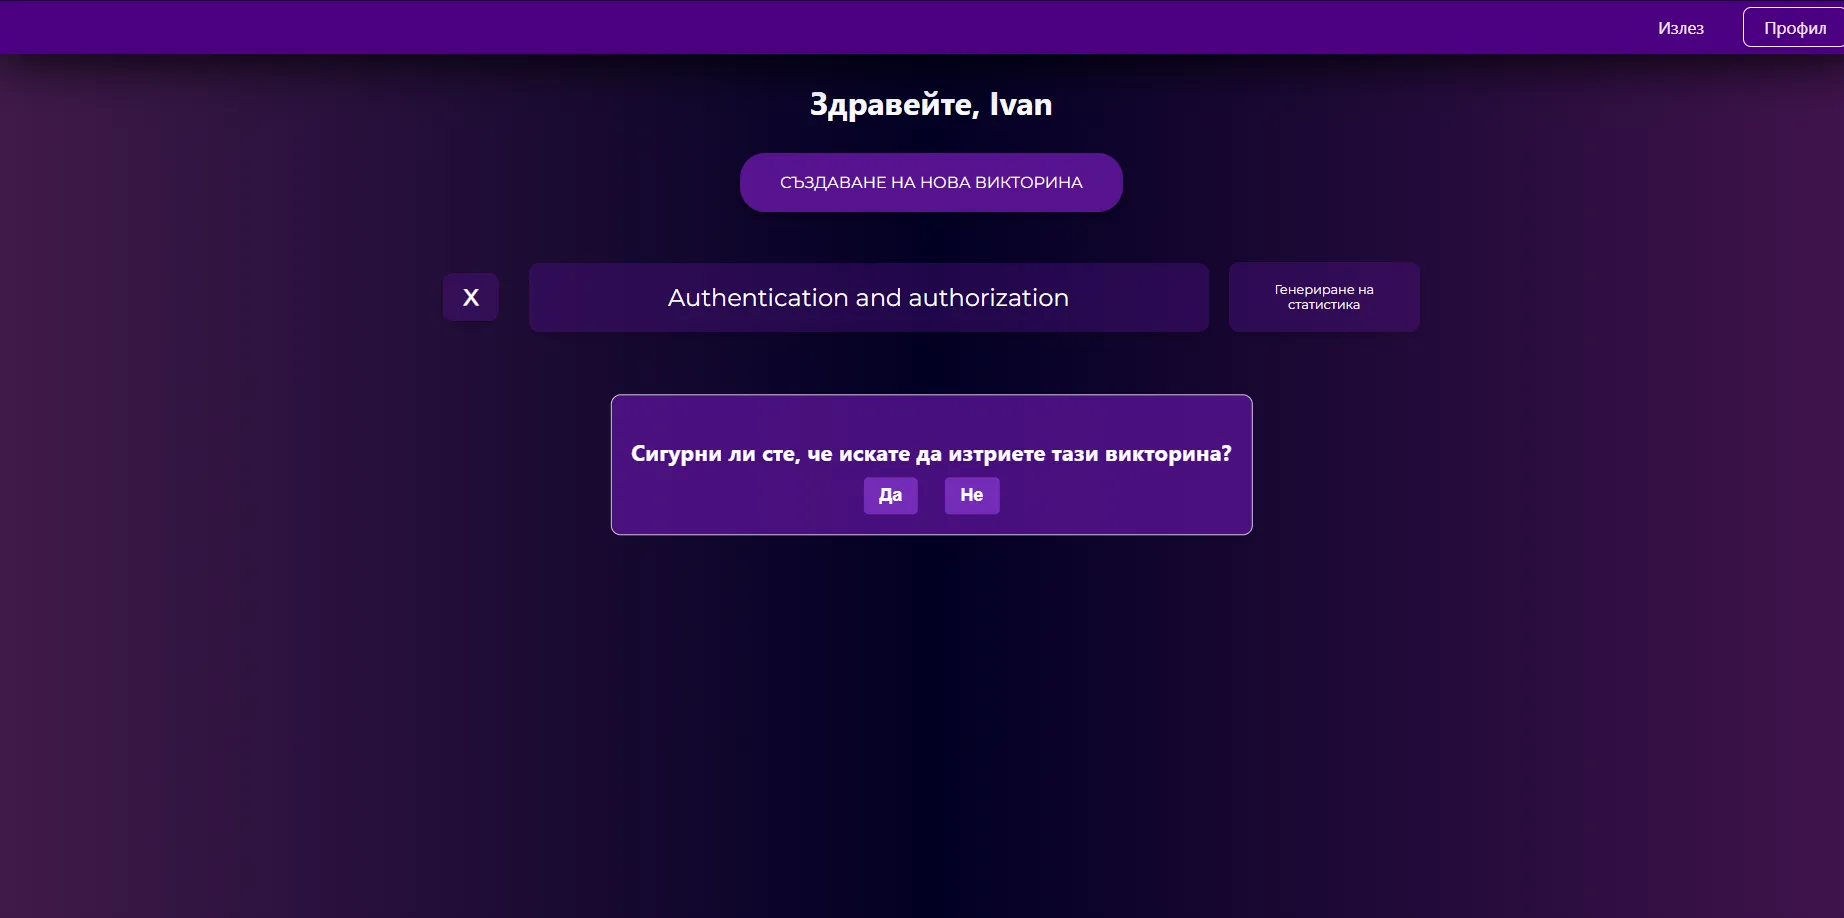 Излез
Профил
Здравейте, Ivan
СЪЗДАВАНЕ НА НОВА ВИКТОРИНА
X
Authentication and authorization
Генериране на
статистика
Сигурни ли сте, че искате да изтриете тази викторина?
Да
Не